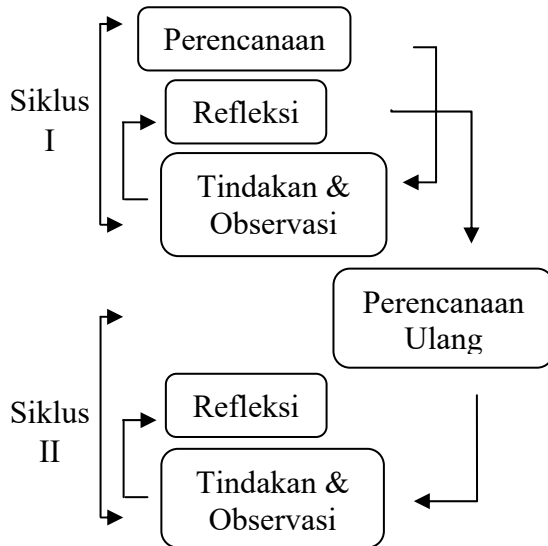 Siklus
I
Perencanaan
Refleksi
Tindakan &
Observasi
Perencanaan
Ulang
Siklus
II
Refleksi
Tindakan &
Observasi